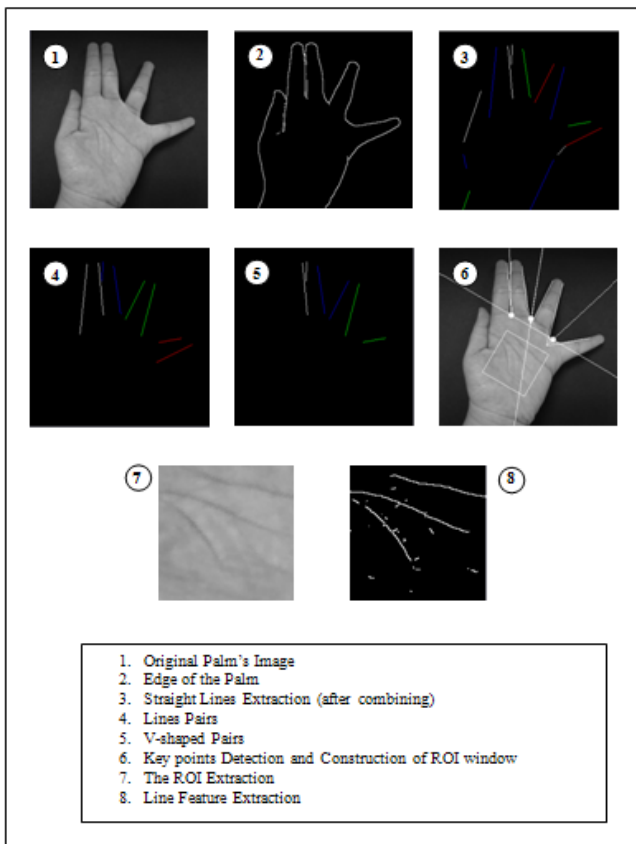 1
2
3
4
5
6
7
8
1. Original Palm's Image
2. Edge of the Palm
3. Straight Lines Extraction (after combining)
4. Lines Pairs
5. V-shaped Pairs
6. Key points Detection and Construction of ROI window
7. The ROI Extraction
8. Line Feature Extraction